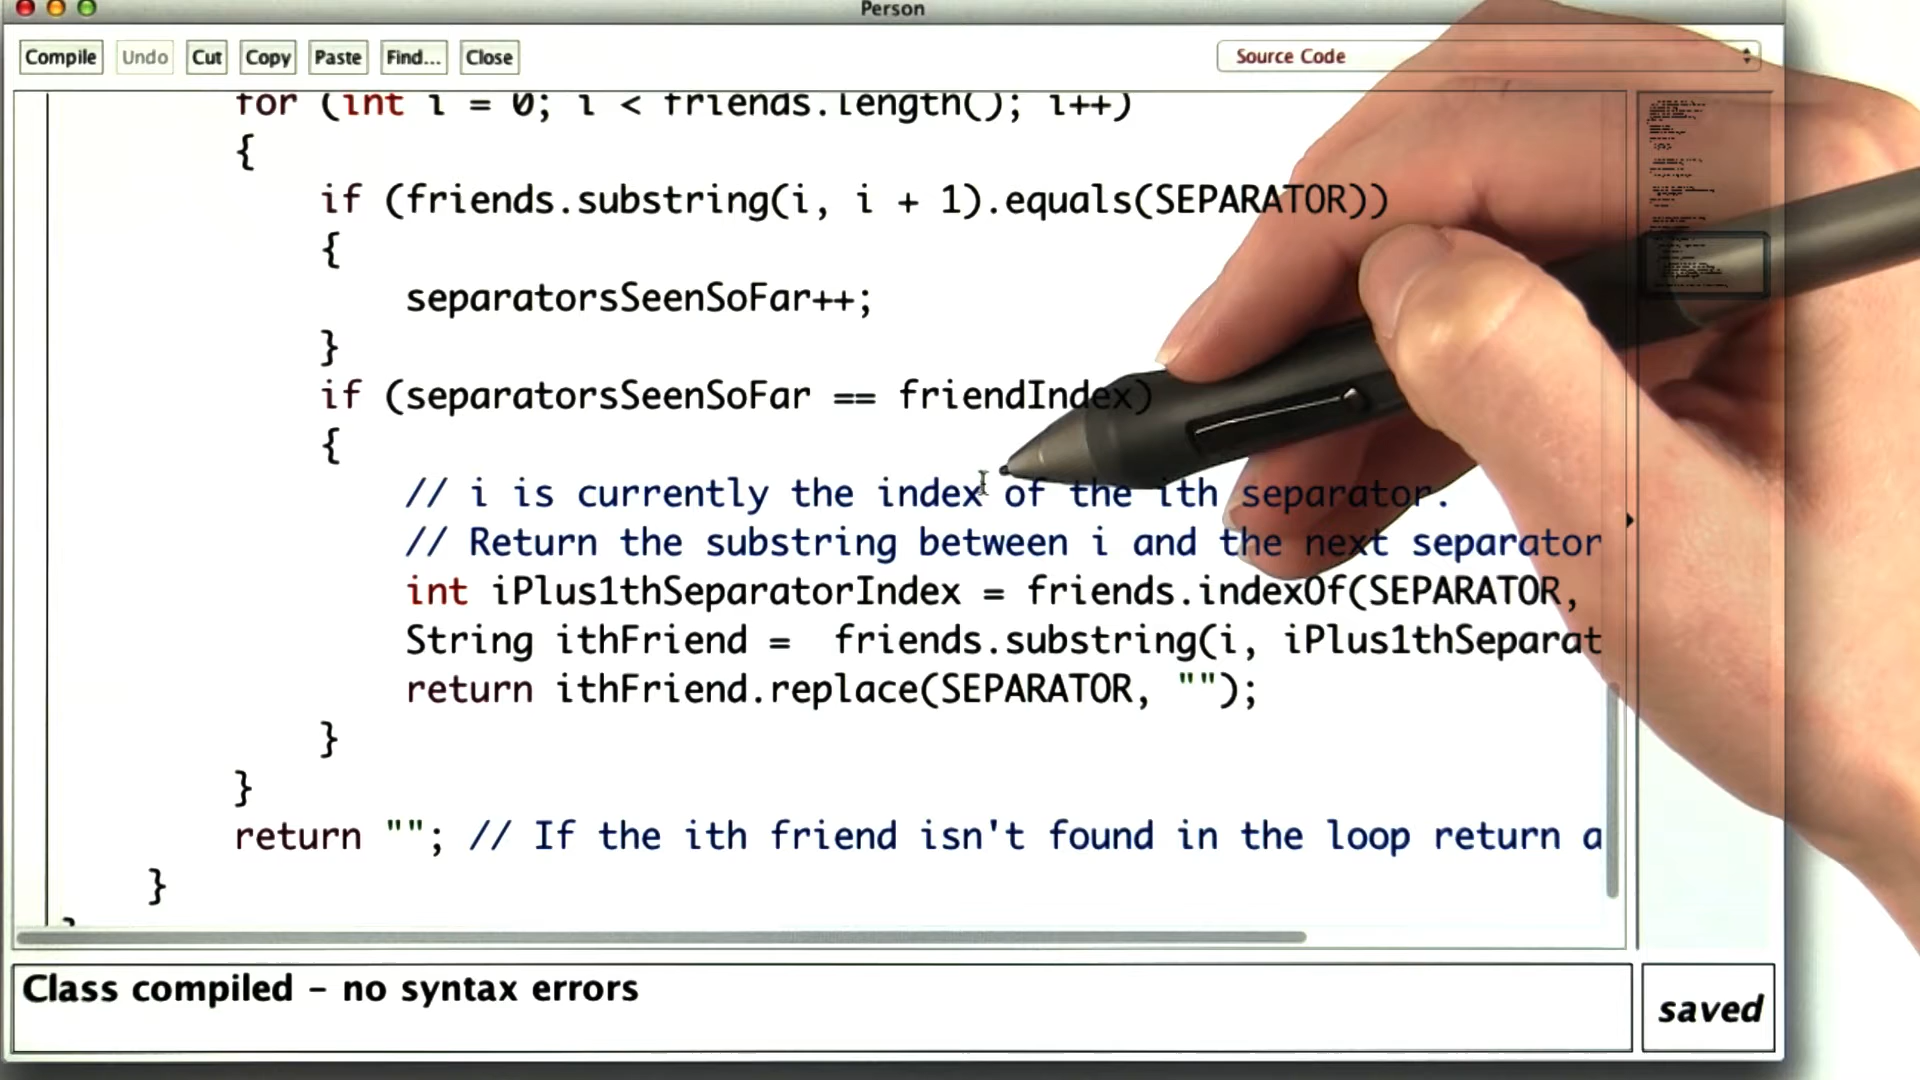 Person
Compile Undo Cut Copy Paste Find... Close Source Code
for (int i = 0; i < friends.length(); i++)
{
if (friends.substring(i, i + 1).equals(SEPARATOR))
{
separatorsSeenSoFar++;
}
if (separatorsSeenSoFar == friendIndex)
{
// i is currently the index of the ith separator.
// Return the substring between i and the next separator
int iPlus1thSeparatorIndex = friends.indexOf(SEPARATOR,
String ithFriend =  friends.substring(i, iPlus1thSeparat
return ithFriend.replace(SEPARATOR, "");
}
}
return ""; // If the ith friend isn't found in the loop return a
}
Class compiled - no syntax errors
saved